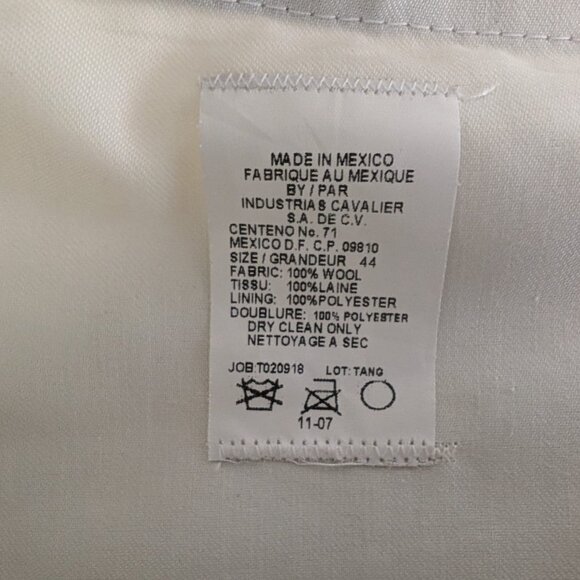 MADE IN MEXICO
FABRIQUE AU MEXIQUE
BY / PAR
INDUSTRIAS CAVALIER
S.A. DE C.V.
CENTENO No. 71
MEXICO D.F. C.P. 09810
SIZE / GRANDEUR 44
FABRIC: 100% WOOL
TISSU: 100%LAINE
LINING: 100%POLYESTER
DOUBLURE: 100% POLYESTER
DRY CLEAN ONLY
NETTOYAGE A SEC
JOB:T020918 LOT: TANG
11-07